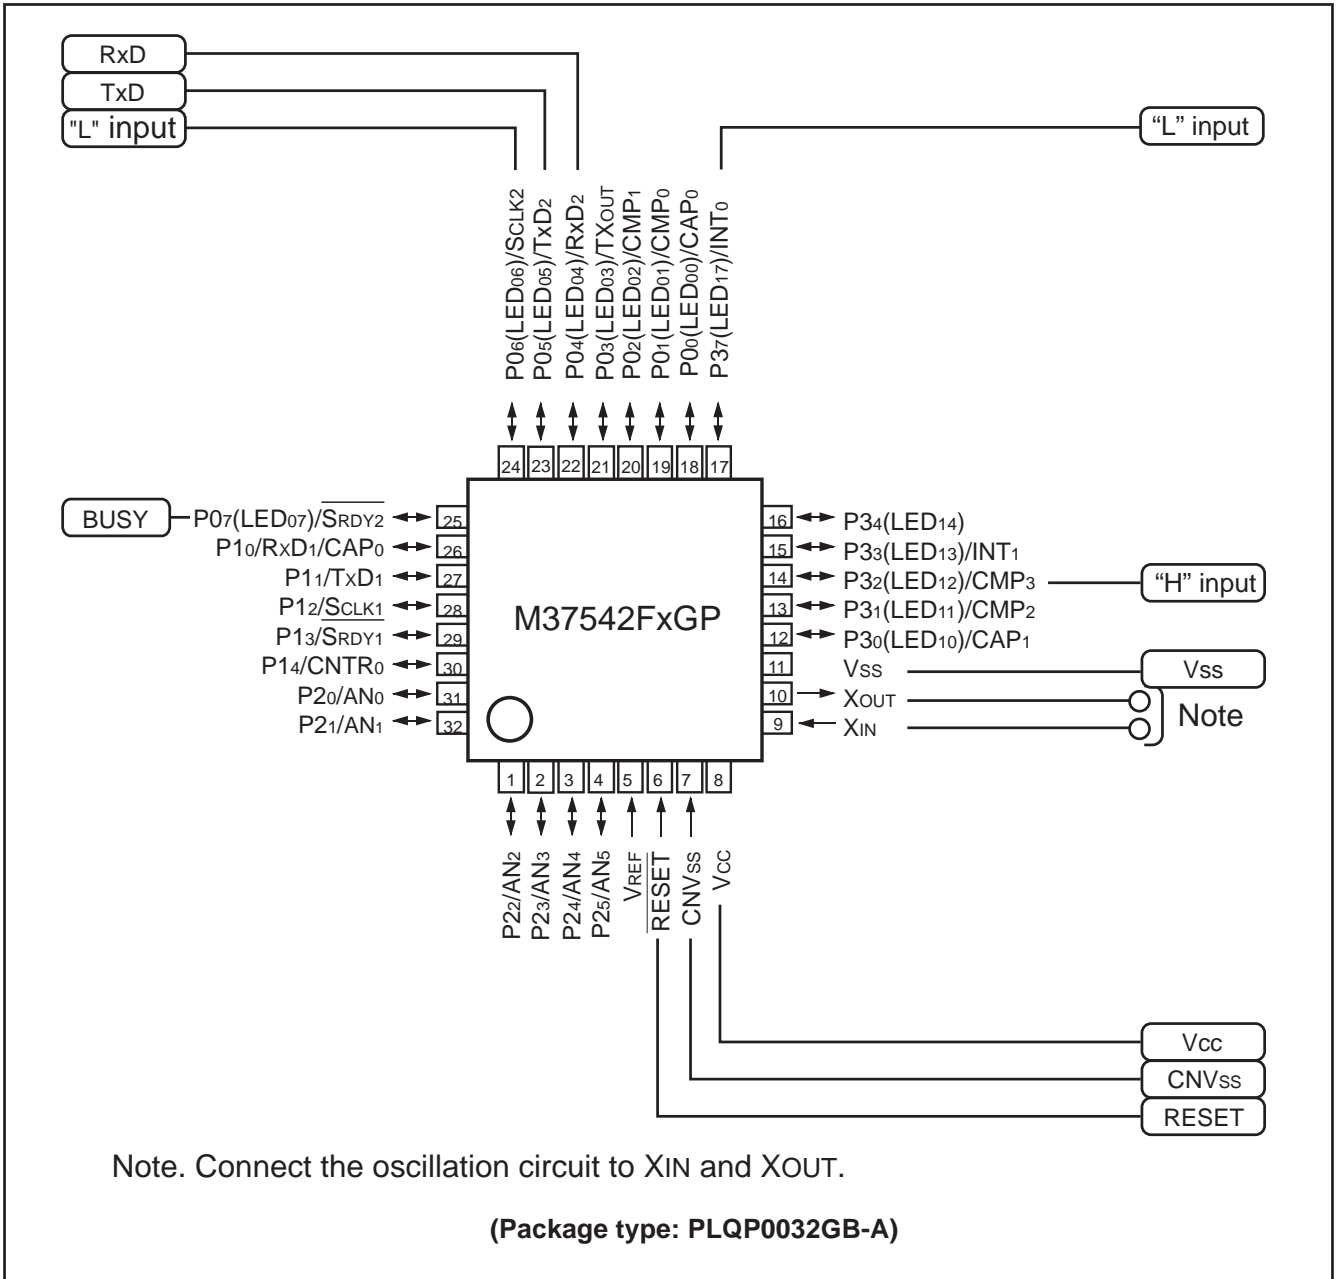 RxD
TxD
"L" input
“L” input
P06(LED06)/SCLK2
P05(LED05)/TxD2
P04(LED04)/RxD2
P03(LED03)/TXOUT
P02(LED02)/CMP1
P01(LED01)/CMP0
P00(LED00)/CAP0
P37(LED17)/INT0
24 23 22 21 20 19 18 17
BUSY
P07(LED07)/SRDY2 25
P10/RXD1/CAP0 26
P11/TXD1 27
P12/SCLK1 28
P13/SRDY1 29
P14/CNTR0 30
P20/AN0 31
P21/AN1 32
M37542FxGP
16 P34(LED14)
15 P33(LED13)/INT1
14 P32(LED12)/CMP3
“H” input
13 P31(LED11)/CMP2
12 P30(LED10)/CAP1
11 VSS
Vss
10 XOUT
9 XIN
Note
1 2 3 4 5 6 7 8
P22/AN2
P23/AN3
P24/AN4
P25/AN5
VREF
RESET
CNVSS
VCC
Vcc
CNVss
RESET
Note. Connect the oscillation circuit to XIN and XOUT.
(Package type: PLQP0032GB-A)